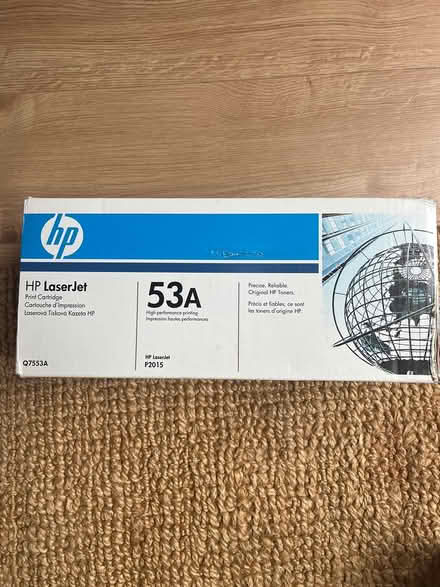 hp
HP LaserJet
Print Cartridge
Cartouche d'Impression
Laserová Tisková Kazeta HP
Q7553A
53A
High performance printing
Impression hautes performances
HP LaserJet
P2015
Precise. Reliable.
Original HP Toners.
Précis et fiables, ce sont
les toners d'origine HP.